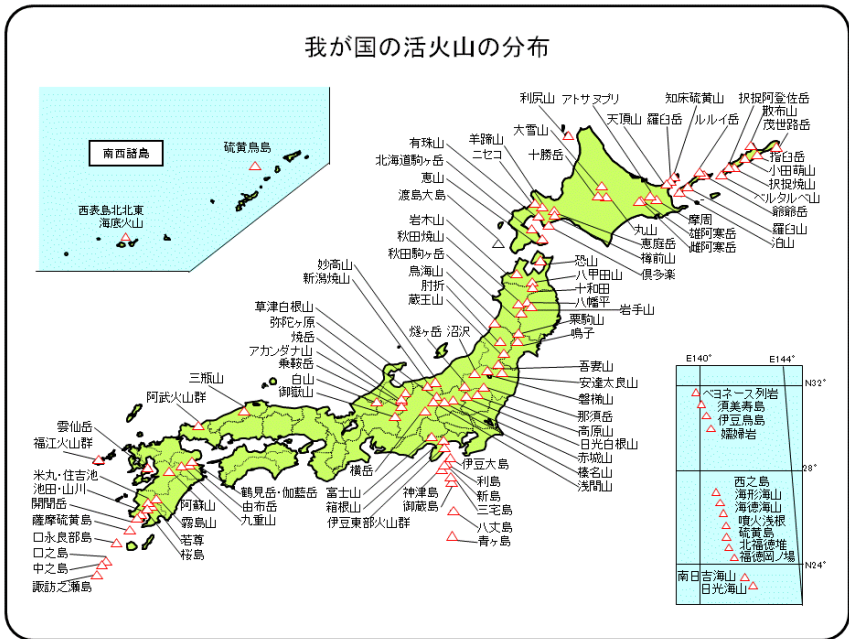 我が国の活火山の分布
南西諸島
硫黄鳥島
西表島北北東
海底火山
利尻山
アトサヌプリ
知床硫黄山
択捉阿登佐岳
散布山
茂世路岳
天頂山
羅臼岳
ルルイ岳
大雪山
羊蹄山
ニセコ
十勝岳
有珠山
北海道駒ヶ岳
恵山
渡島大島
指臼岳
小田萌山
択捉焼山
ベルタルベ山
爺爺岳
羅臼山
泊山
摩周
雄阿寒岳
雌阿寒岳
丸山
恵庭岳
樽前山
倶多楽
岩木山
秋田焼山
秋田駒ヶ岳
鳥海山
肘折
蔵王山
恐山
八甲田山
十和田
八幡平
岩手山
栗駒山
鳴子
妙高山
新潟焼山
草津白根山
弥陀ヶ原
焼岳
アカンダナ山
乗鞍岳
白山
御嶽山
燧ヶ岳
沼沢
吾妻山
安達太良山
磐梯山
那須岳
高原山
日光白根山
赤城山
榛名山
浅間山
三瓶山
阿武火山群
雲仙岳
福江火山群
米丸・住吉池
池田・山川
開聞岳
薩摩硫黄島
口永良部島
口之島
中之島
諏訪之瀬島
鶴見岳・伽藍岳
由布岳
九重山
阿蘇山
霧島山
若尊
桜島
横岳
富士山
箱根山
伊豆東部火山群
神津島
御蔵島
伊豆大島
利島
新島
三宅島
八丈島
青ヶ島
E140°
E144°
N32°
ベヨネース列岩
須美寿島
伊豆鳥島
孀婦岩
28°
西之島
海形海山
海徳海山
噴火浅根
硫黄島
北福徳堆
福徳岡ノ場
N24°
南日吉海山
日光海山